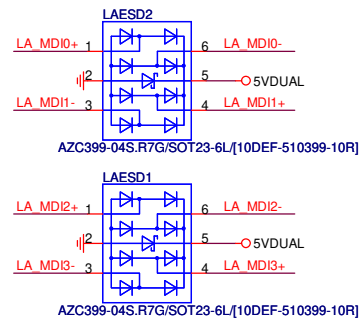 LAESD2
LA_MDI0+ 1 6 LA_MDI0-
2 5 5VDUAL
LA_MDI1- 3 4 LA_MDI1+
AZC399-04S.R7G/SOT23-6L/[10DEF-510399-10R]
LAESD1
LA_MDI2+ 1 6 LA_MDI2-
2 5 5VDUAL
LA_MDI3- 3 4 LA_MDI3+
AZC399-04S.R7G/SOT23-6L/[10DEF-510399-10R]